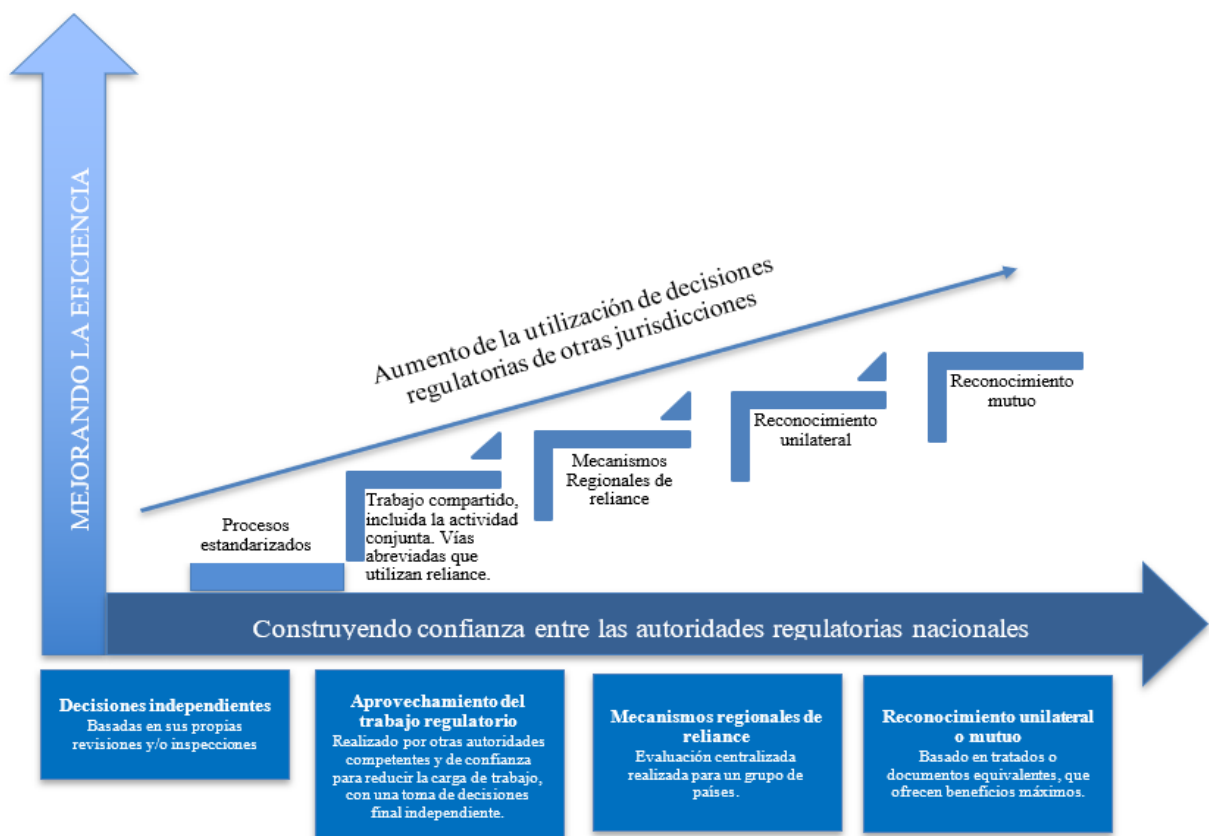 MEJORANDO LA EFICIENCIA
Aumento de la utilización de decisiones
regulatorias de otras jurisdicciones
Procesos
estandarizados
Trabajo compartido,
incluida la actividad
conjunta. Vías
abreviadas que
utilizan reliance.
Mecanismos
Regionales de
reliance
Reconocimiento
unilateral
Reconocimiento
mutuo
Construyendo confianza entre las autoridades regulatorias nacionales
Decisiones independientes
Basadas en sus propias
revisiones y/o inspecciones
Aprovechamiento del
trabajo regulatorio
Realizado por otras autoridades
competentes y de confianza
para reducir la carga de trabajo,
con una toma de decisiones
final independiente.
Mecanismos regionales de
reliance
Evaluación centralizada
realizada para un grupo de
países.
Reconocimiento unilateral
o mutuo
Basado en tratados o
documentos equivalentes, que
ofrecen beneficios máximos.